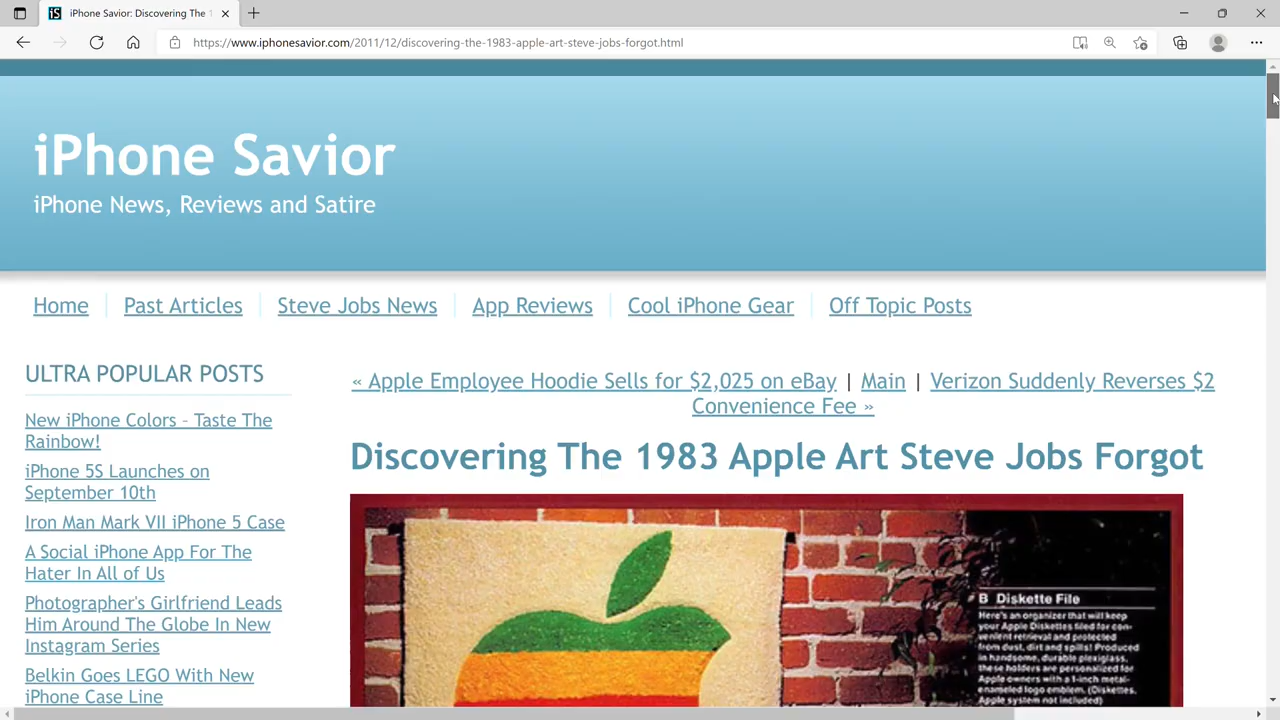 iPhone Savior: Discovering The 1
https://www.iphonesavior.com/2011/12/discovering-the-1983-apple-art-steve-jobs-forgot.html
iPhone Savior
iPhone News, Reviews and Satire
Home
Past Articles
Steve Jobs News
App Reviews
Cool iPhone Gear
Off Topic Posts
ULTRA POPULAR POSTS
New iPhone Colors – Taste The
Rainbow!
iPhone 5S Launches on
September 10th
Iron Man Mark VII iPhone 5 Case
A Social iPhone App For The
Hater In All of Us
Photographer's Girlfriend Leads
Him Around The Globe In New
Instagram Series
Belkin Goes LEGO With New
iPhone Case Line
« Apple Employee Hoodie Sells for $2,025 on eBay | Main | Verizon Suddenly Reverses $2
Convenience Fee »
Discovering The 1983 Apple Art Steve Jobs Forgot
B Diskette File
Here's an organizer that will keep
your Apple Diskettes filed for con-
venient retrieval and protected
from dust, dirt and spills! Produced
in handsome, durable plexiglass,
these holders are personalized for
Apple owners with a 1-inch metal-
enameled logo emblem. (Diskettes,
Apple system not included)